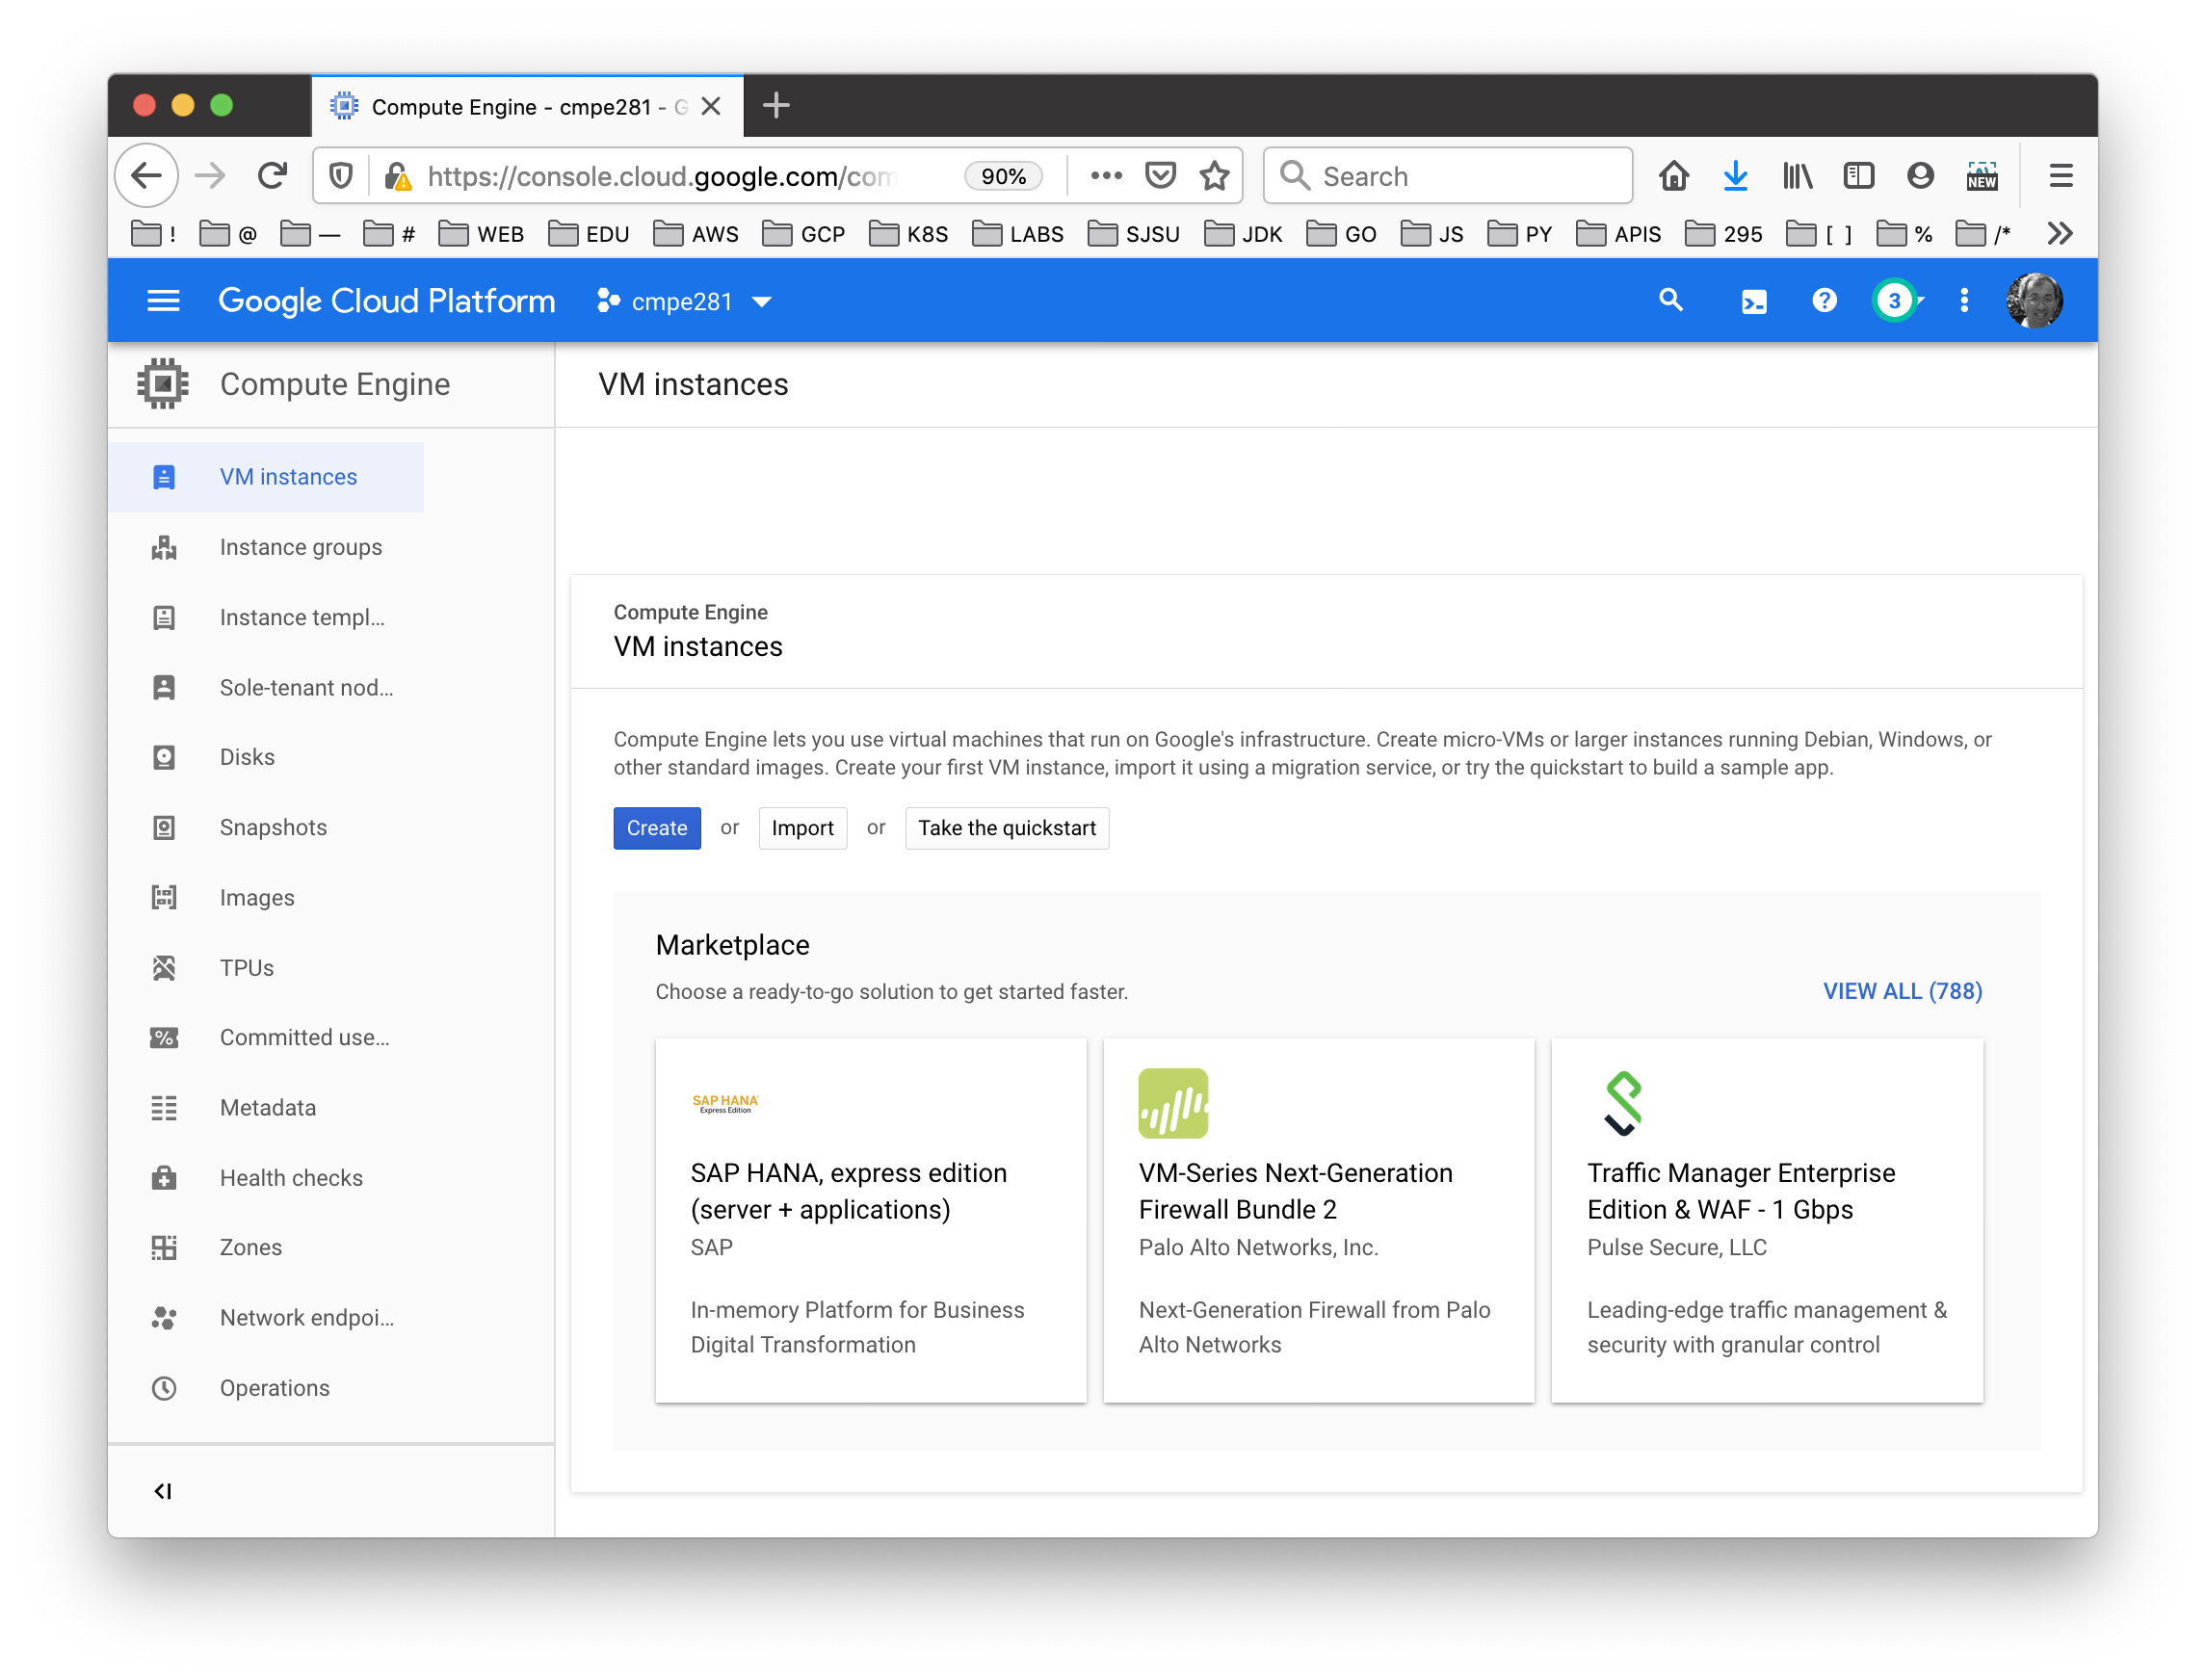 Compute Engine - cmpe281 - G
https://console.cloud.google.com/com
90%
Search
NEW
!
@
—
#
WEB
EDU
AWS
GCP
K8S
LABS
SJSU
JDK
GO
JS
PY
APIS
295
[ ]
%
/*
Google Cloud Platform
cmpe281
3
Compute Engine
VM instances
Instance groups
Instance templ...
Sole-tenant nod...
Disks
Snapshots
Images
TPUs
Committed use...
Metadata
Health checks
Zones
Network endpoi...
Operations
VM instances
Compute Engine
VM instances
Compute Engine lets you use virtual machines that run on Google's infrastructure. Create micro-VMs or larger instances running Debian, Windows, or
other standard images. Create your first VM instance, import it using a migration service, or try the quickstart to build a sample app.
Create or Import or Take the quickstart
Marketplace
Choose a ready-to-go solution to get started faster.
VIEW ALL (788)
SAP HANA
Express Edition
SAP HANA, express edition
(server + applications)
SAP
In-memory Platform for Business
Digital Transformation
VM-Series Next-Generation
Firewall Bundle 2
Palo Alto Networks, Inc.
Next-Generation Firewall from Palo
Alto Networks
Traffic Manager Enterprise
Edition & WAF - 1 Gbps
Pulse Secure, LLC
Leading-edge traffic management &
security with granular control